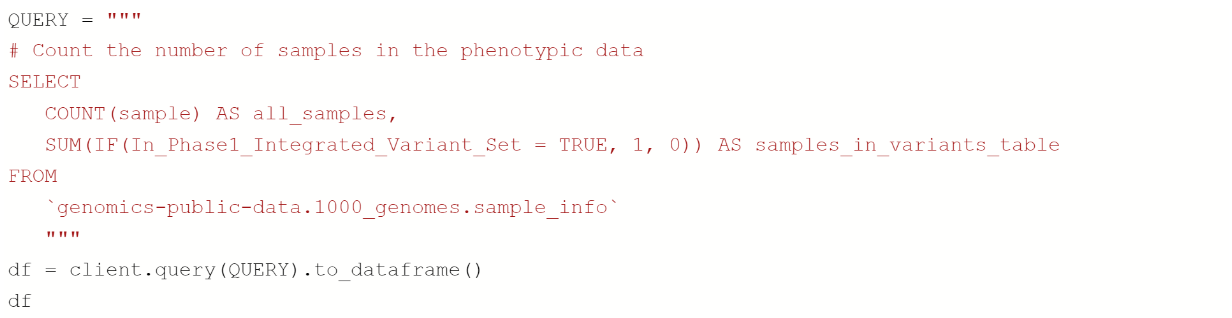 QUERY = """
# Count the number of samples in the phenotypic data
SELECT
COUNT(sample) AS all_samples,
SUM(IF(In_Phase1_Integrated_Variant_Set = TRUE, 1, 0)) AS samples_in_variants_table
FROM
`genomics-public-data.1000_genomes.sample_info`
"""
df = client.query(QUERY).to_dataframe()
df